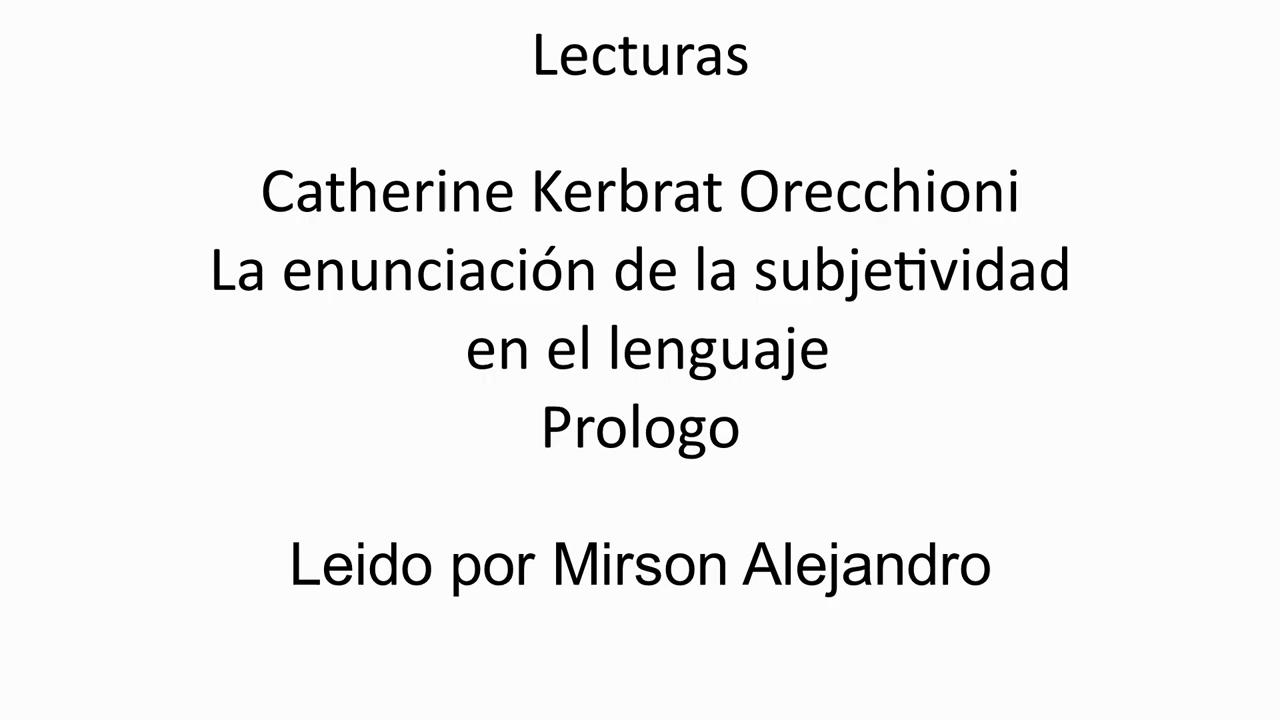 Lecturas
Catherine Kerbrat Orecchioni
La enunciación de la subjetividad
en el lenguaje
Prologo
Leido por Mirson Alejandro